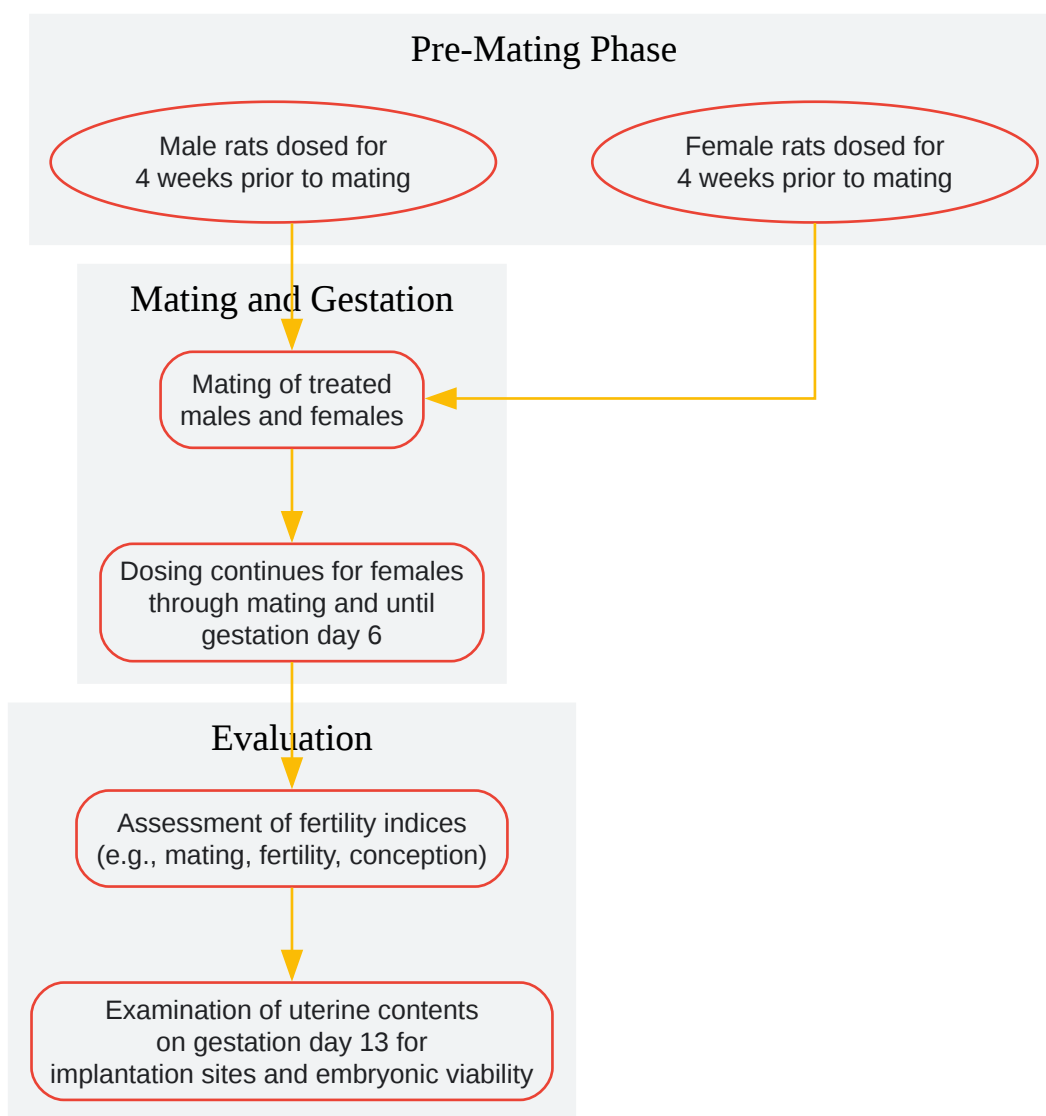 Pre-Mating Phase
Male rats dosed for
4 weeks prior to mating
Female rats dosed for
4 weeks prior to mating
Mating and Gestation
Mating of treated
males and females
Dosing continues for females
through mating and until
gestation day 6
Evaluation
Assessment of fertility indices
(e.g., mating, fertility, conception)
Examination of uterine contents
on gestation day 13 for
implantation sites and embryonic viability